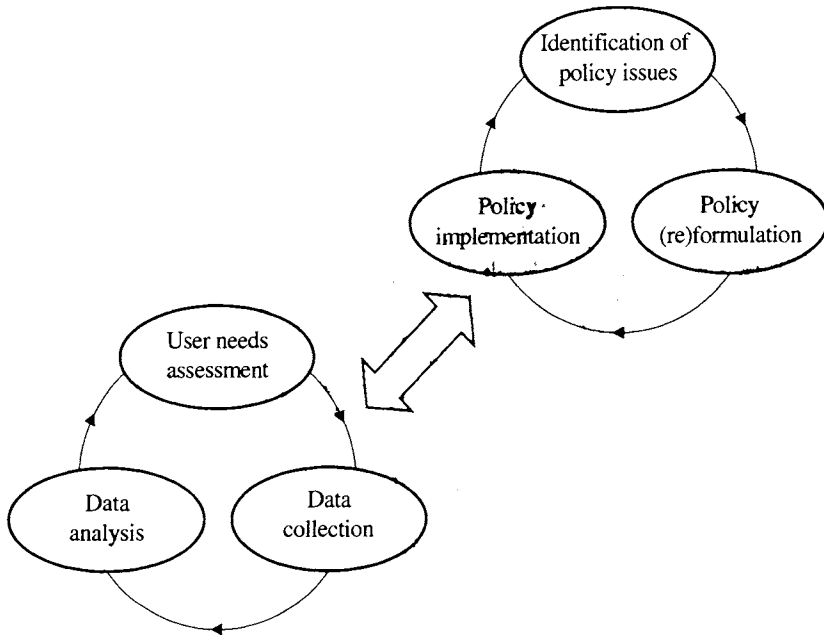 Identification of
policy issues
Policy
implementation
Policy
(re)formulation
User needs
assessment
Data
analysis
Data
collection